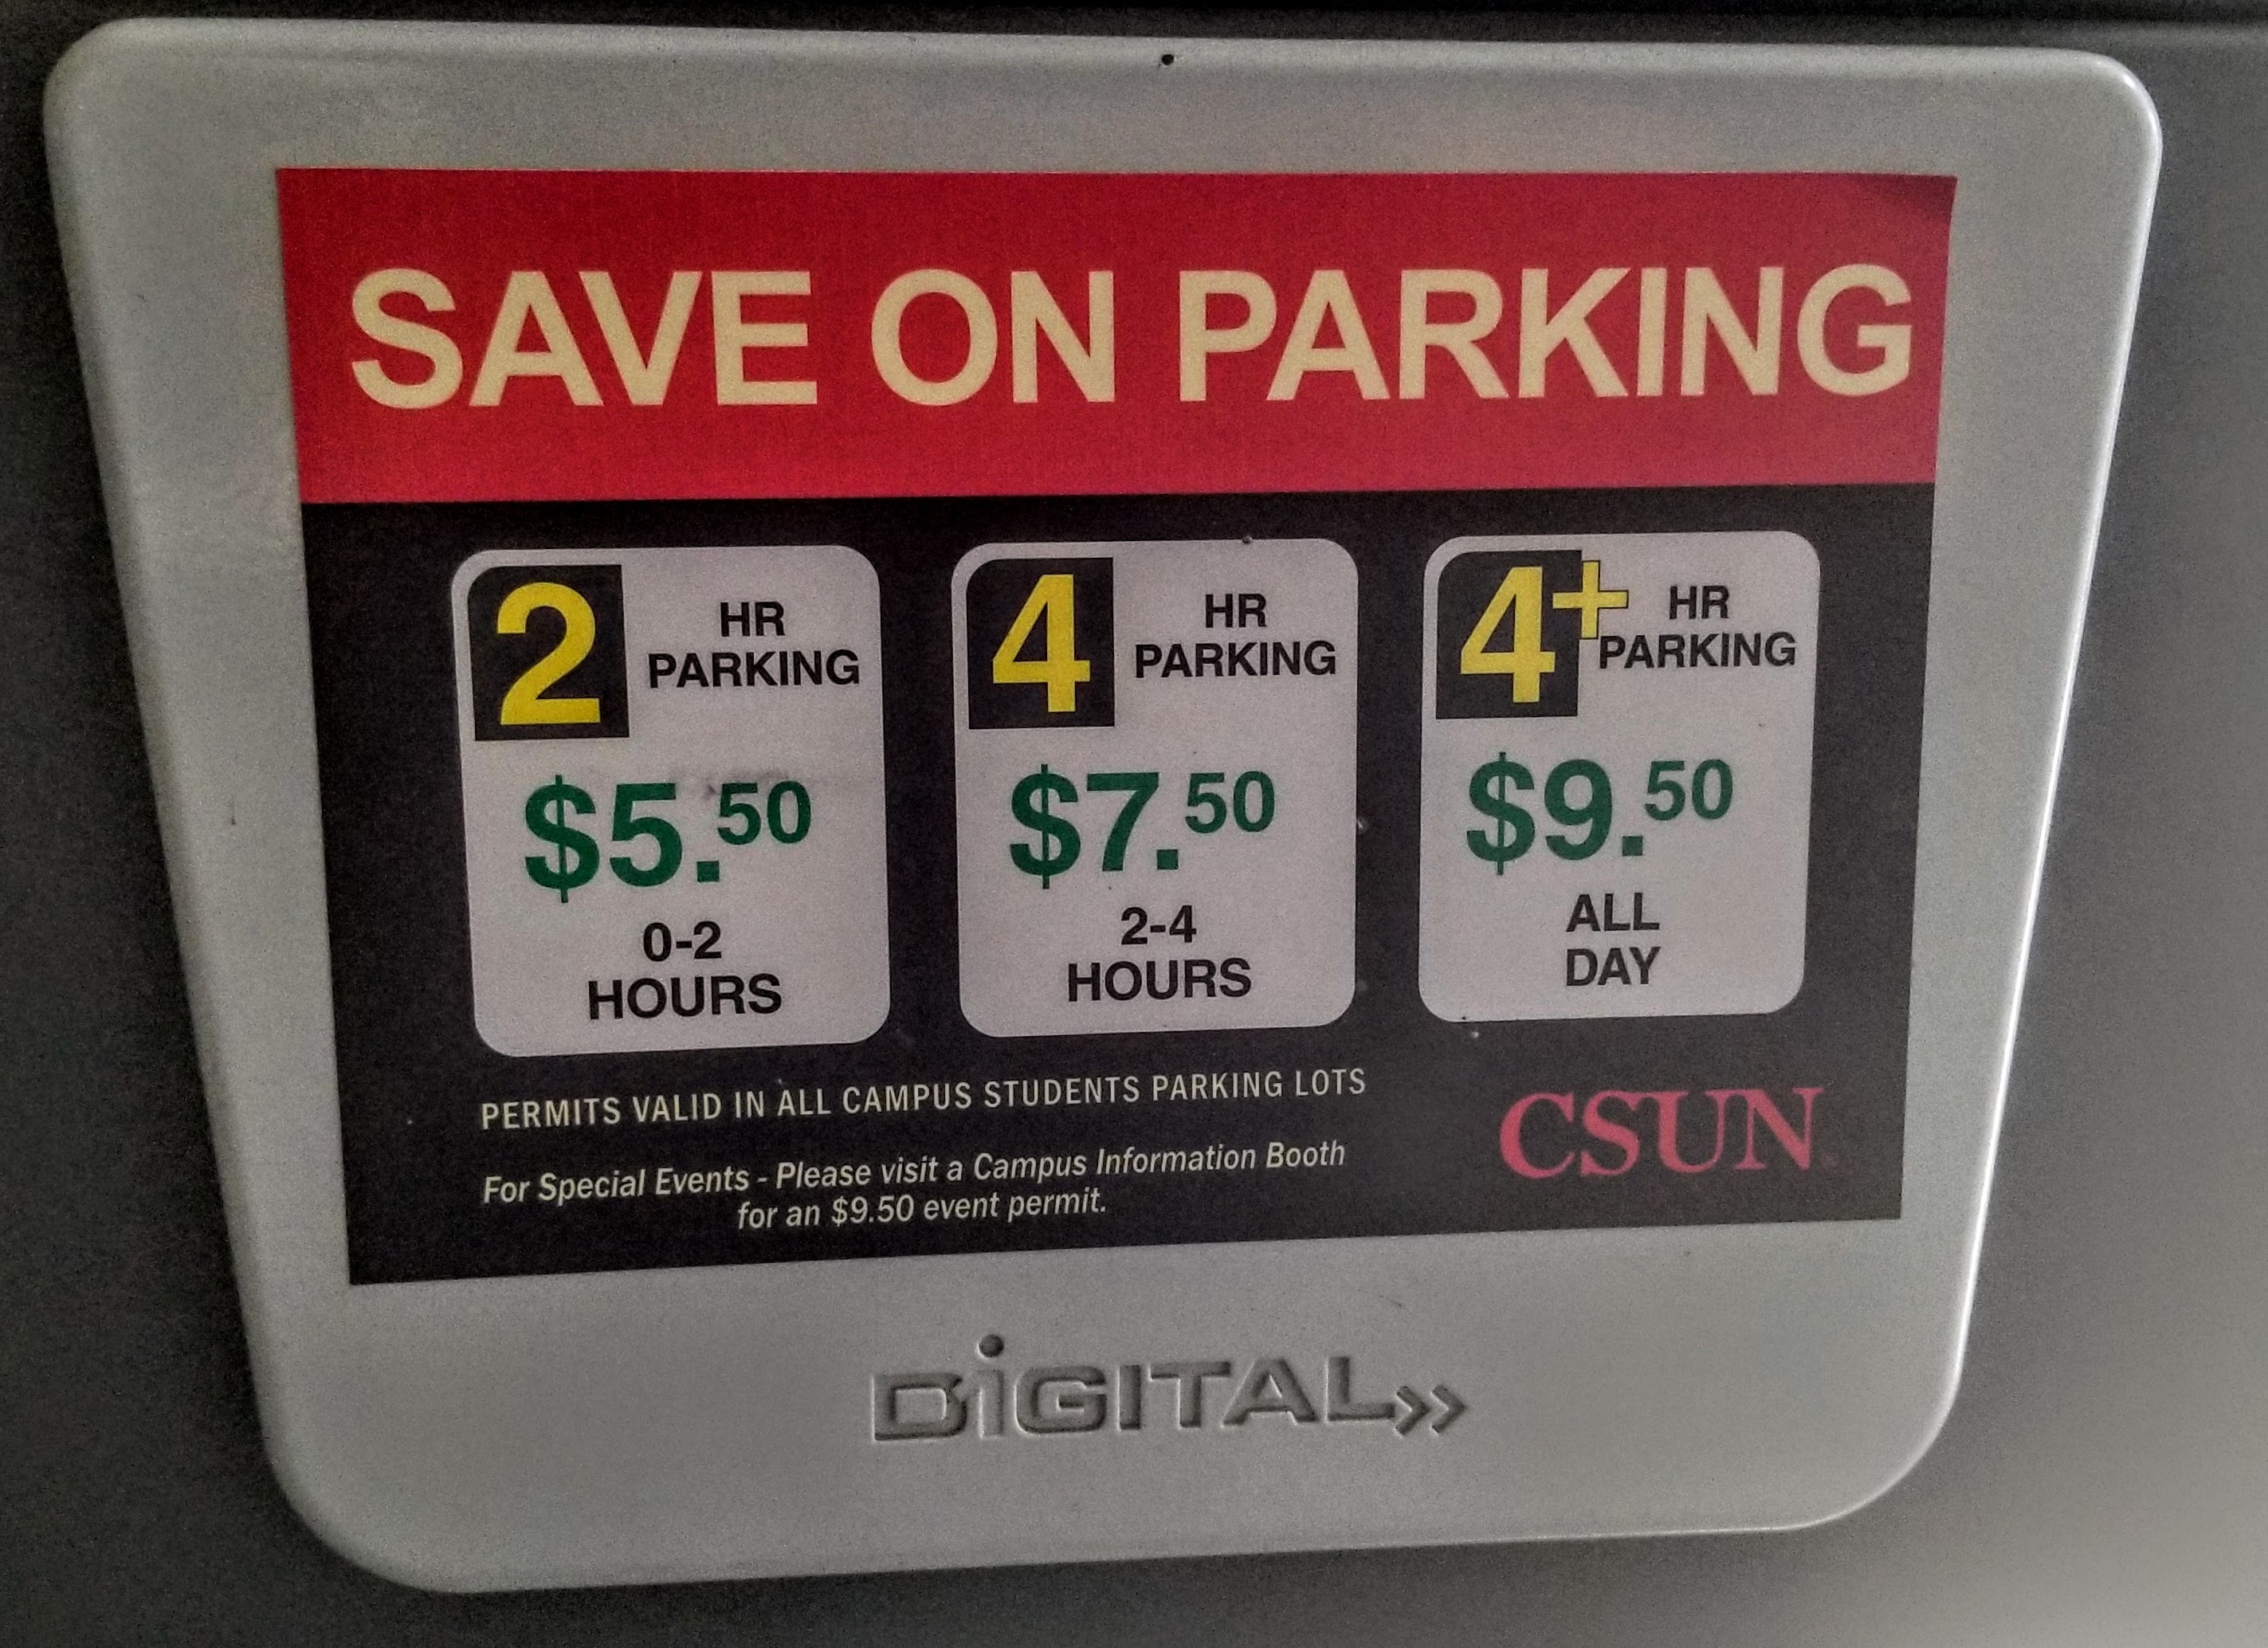 SAVE ON PARKING
2 HR
PARKING
$5.50
0-2
HOURS
4 HR
PARKING
$7.50
2-4
HOURS
4+ HR
PARKING
$9.50
ALL
DAY
PERMITS VALID IN ALL CAMPUS STUDENTS PARKING LOTS
For Special Events - Please visit a Campus Information Booth
for an $9.50 event permit.
CSUN
DiGITAL»